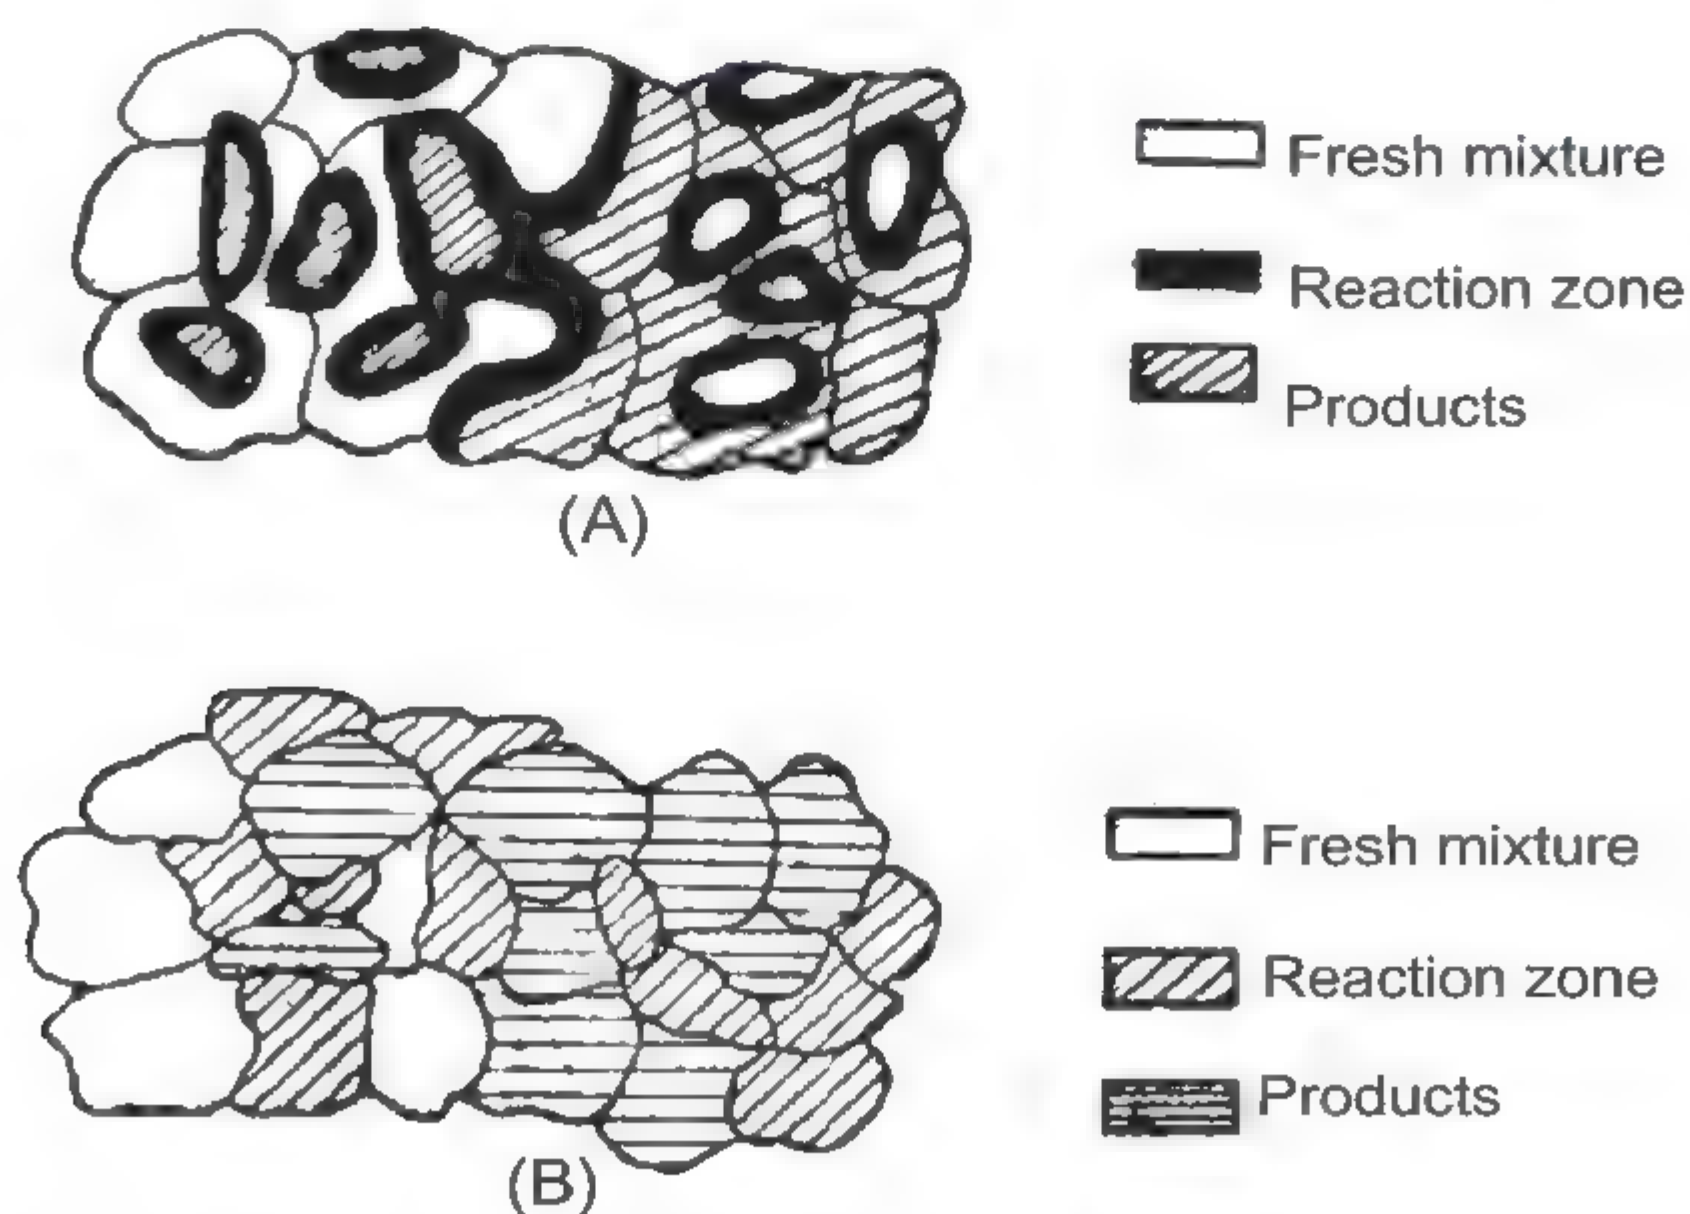 Fresh mixture
Reaction zone
Products
(A)
Fresh mixture
Reaction zone
Products
(B)